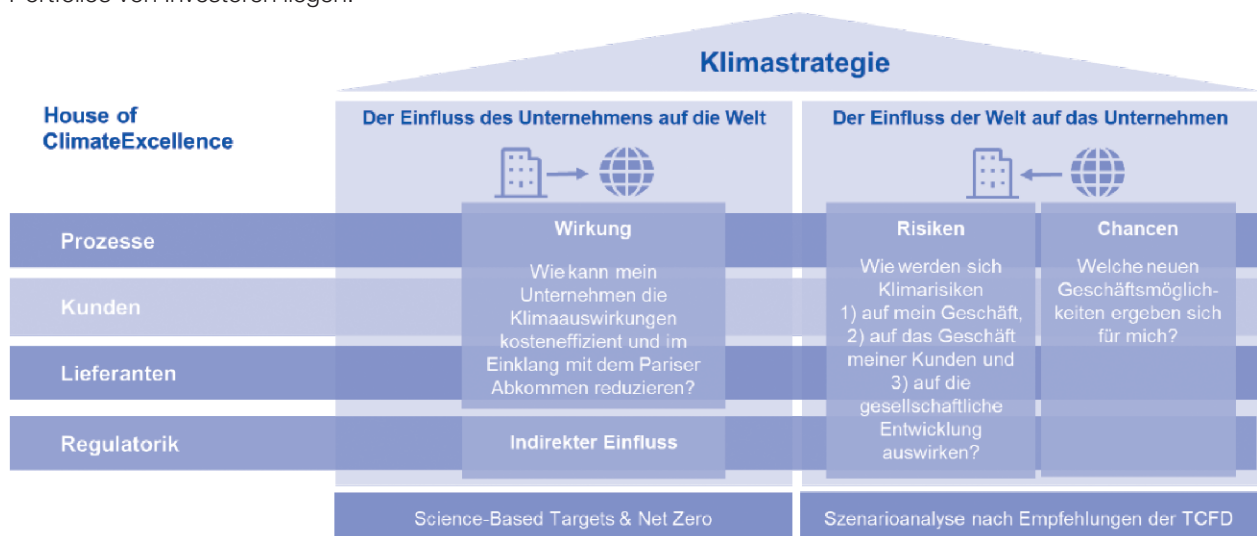 Portfolios von Investoren liegen.
Klimastrategie
House of
ClimateExcellence
Der Einfluss des Unternehmens auf die Welt
Der Einfluss der Welt auf das Unternehmen
Prozesse
Kunden
Lieferanten
Regulatorik
Wirkung
Wie kann mein
Unternehmen die
Klimaauswirkungen
kosteneffizient und im
Einklang mit dem Pariser
Abkommen reduzieren?
Indirekter Einfluss
Risiken
Wie werden sich
Klimarisiken
1) auf mein Geschäft,
2) auf das Geschäft
meiner Kunden und
3) auf die
gesellschaftliche
Entwicklung
auswirken?
Chancen
Welche neuen
Geschäftsmöglich-
keiten ergeben sich
für mich?
Science-Based Targets & Net Zero
Szenarioanalyse nach Empfehlungen der TCFD